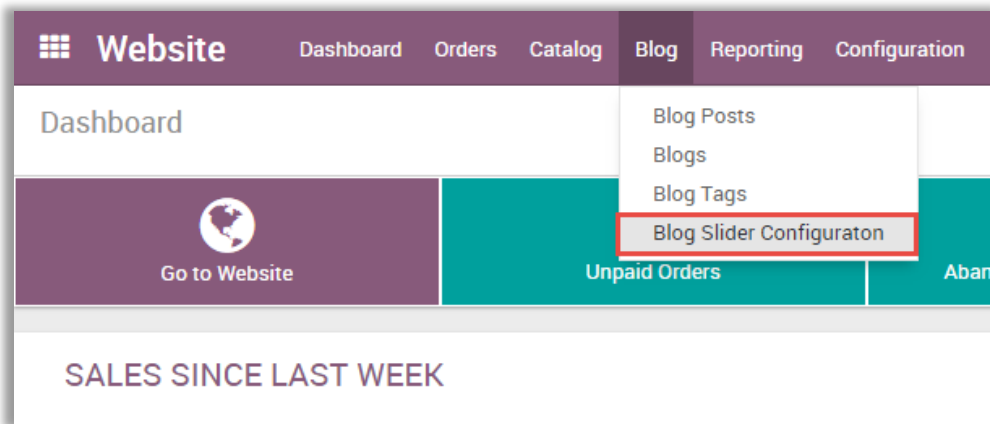 Website Dashboard Orders Catalog Blog Reporting Configuration
Dashboard
Blog Posts
Blogs
Blog Tags
Blog Slider Configuraton
Go to Website
Unpaid Orders
SALES SINCE LAST WEEK